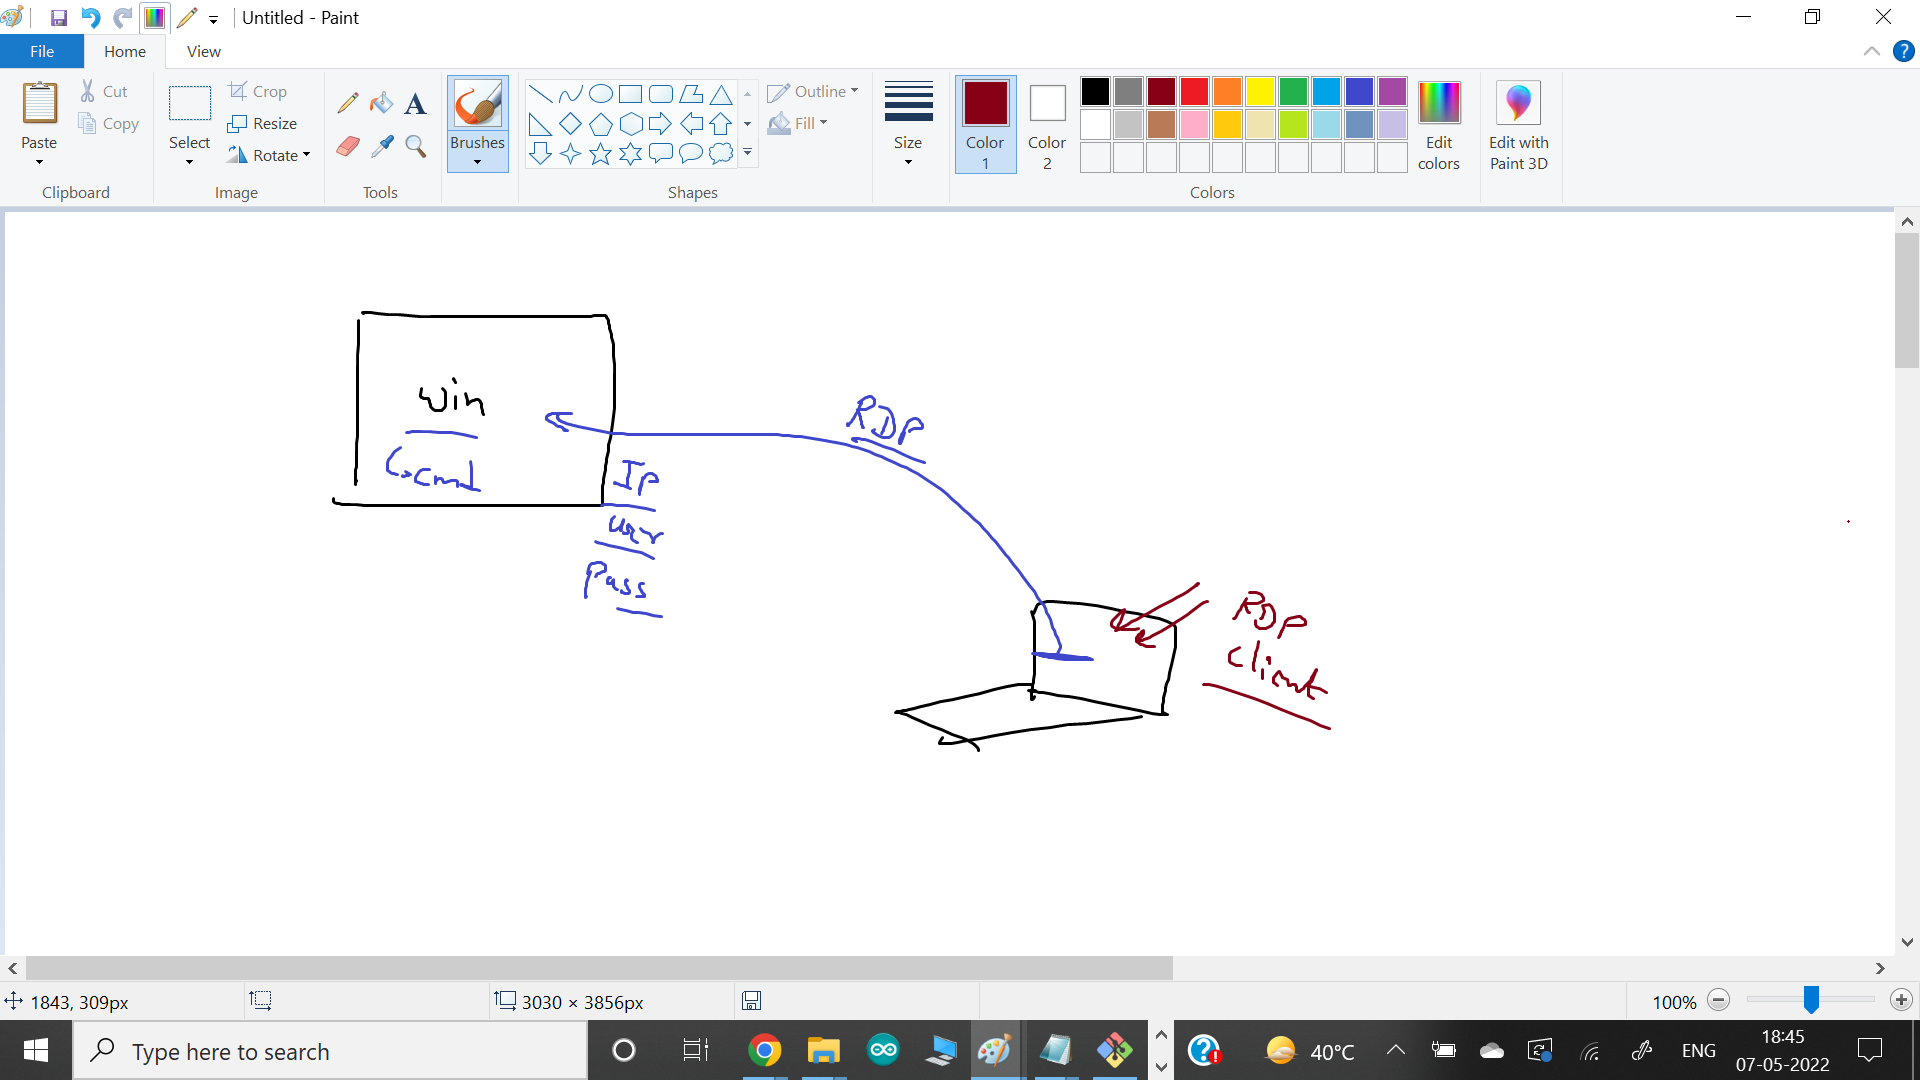 Untitled - Paint
File Home View
Paste
Cut
Copy
Clipboard
Select
Crop
Resize
Rotate
Image
Tools
Brushes
Shapes
Outline
Fill
Size
Color 1
Color 2
Colors
Edit colors
Edit with Paint 3D
Win
cmd
RDP
IP
user
Pass
RDP
Client
1843, 309px
3030 × 3856px
100%
Type here to search
40°C
ENG
18:45
07-05-2022